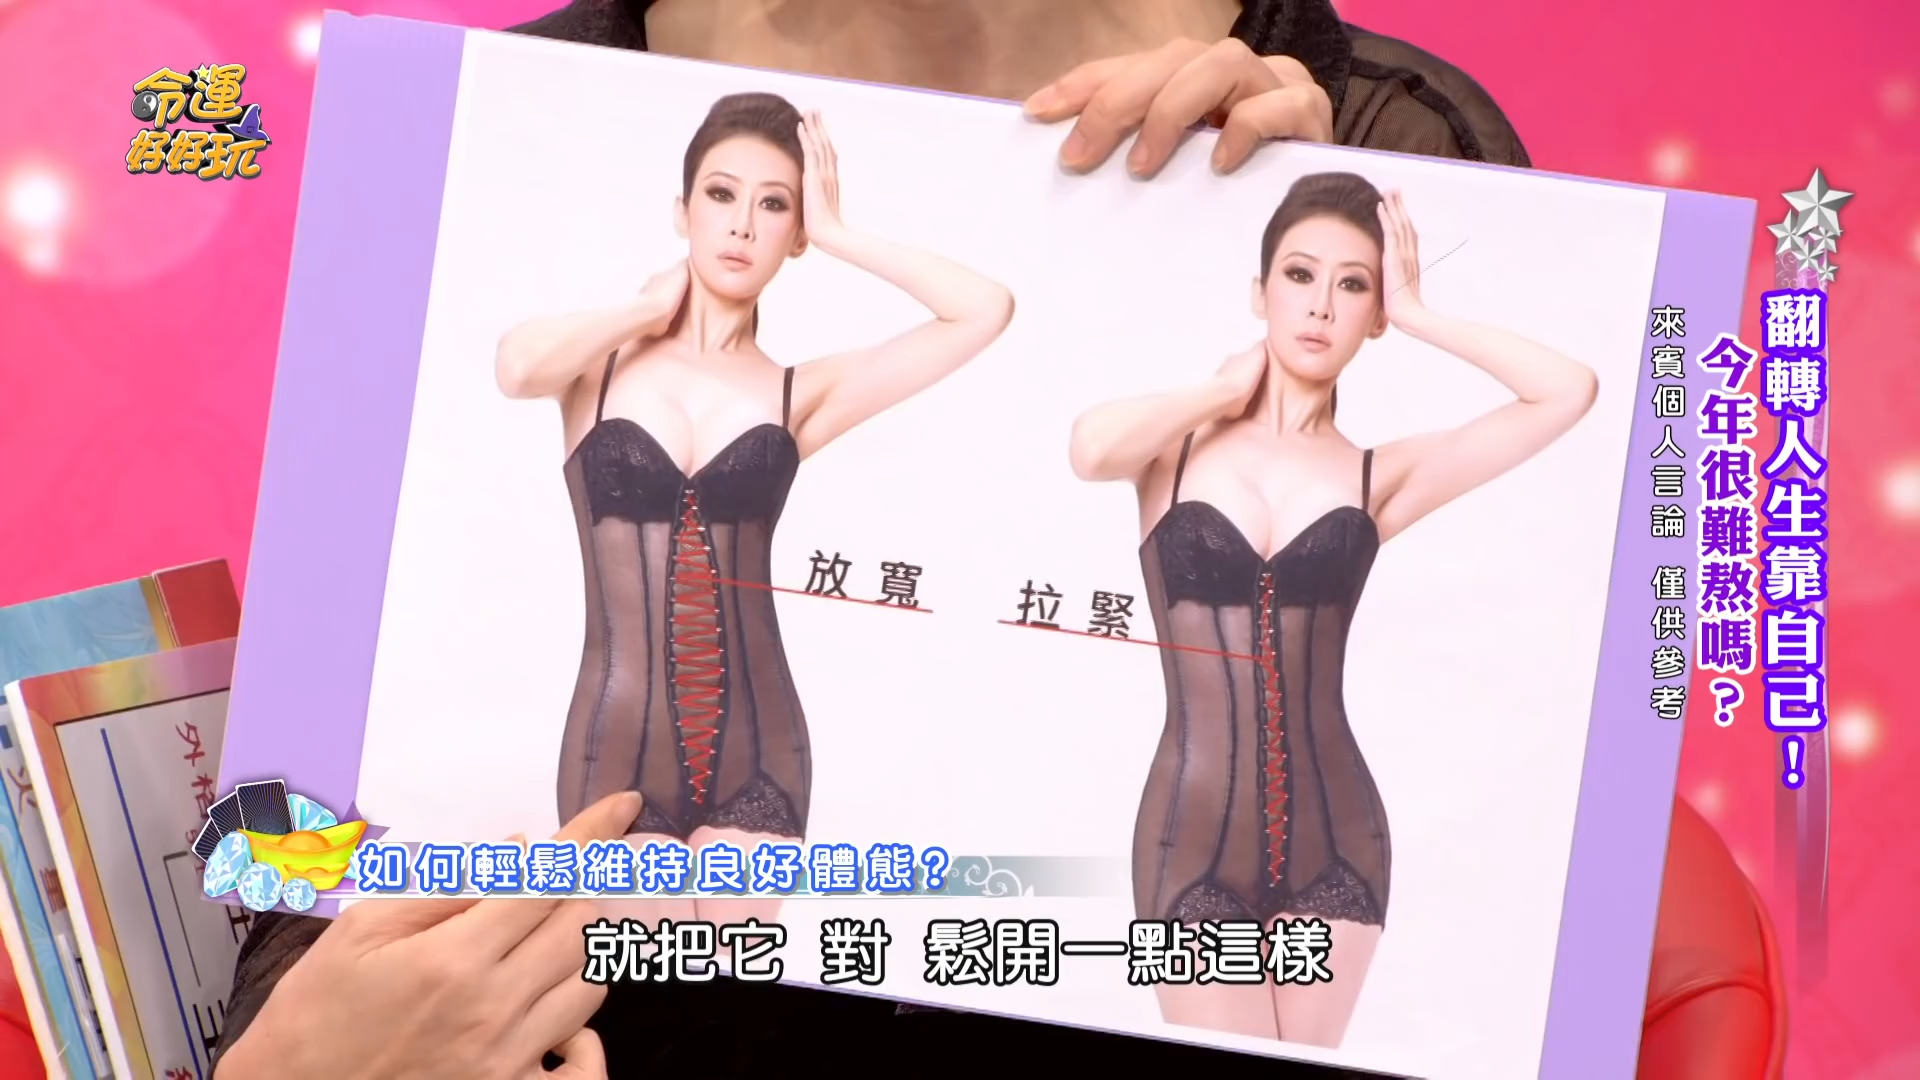 命運
好好玩
翻轉人生靠自己！
今年很難熬嗎？
來賓個人言論 僅供參考
放寬
拉緊
外格
如何輕鬆維持良好體態？
就把它 對 鬆開一點這樣